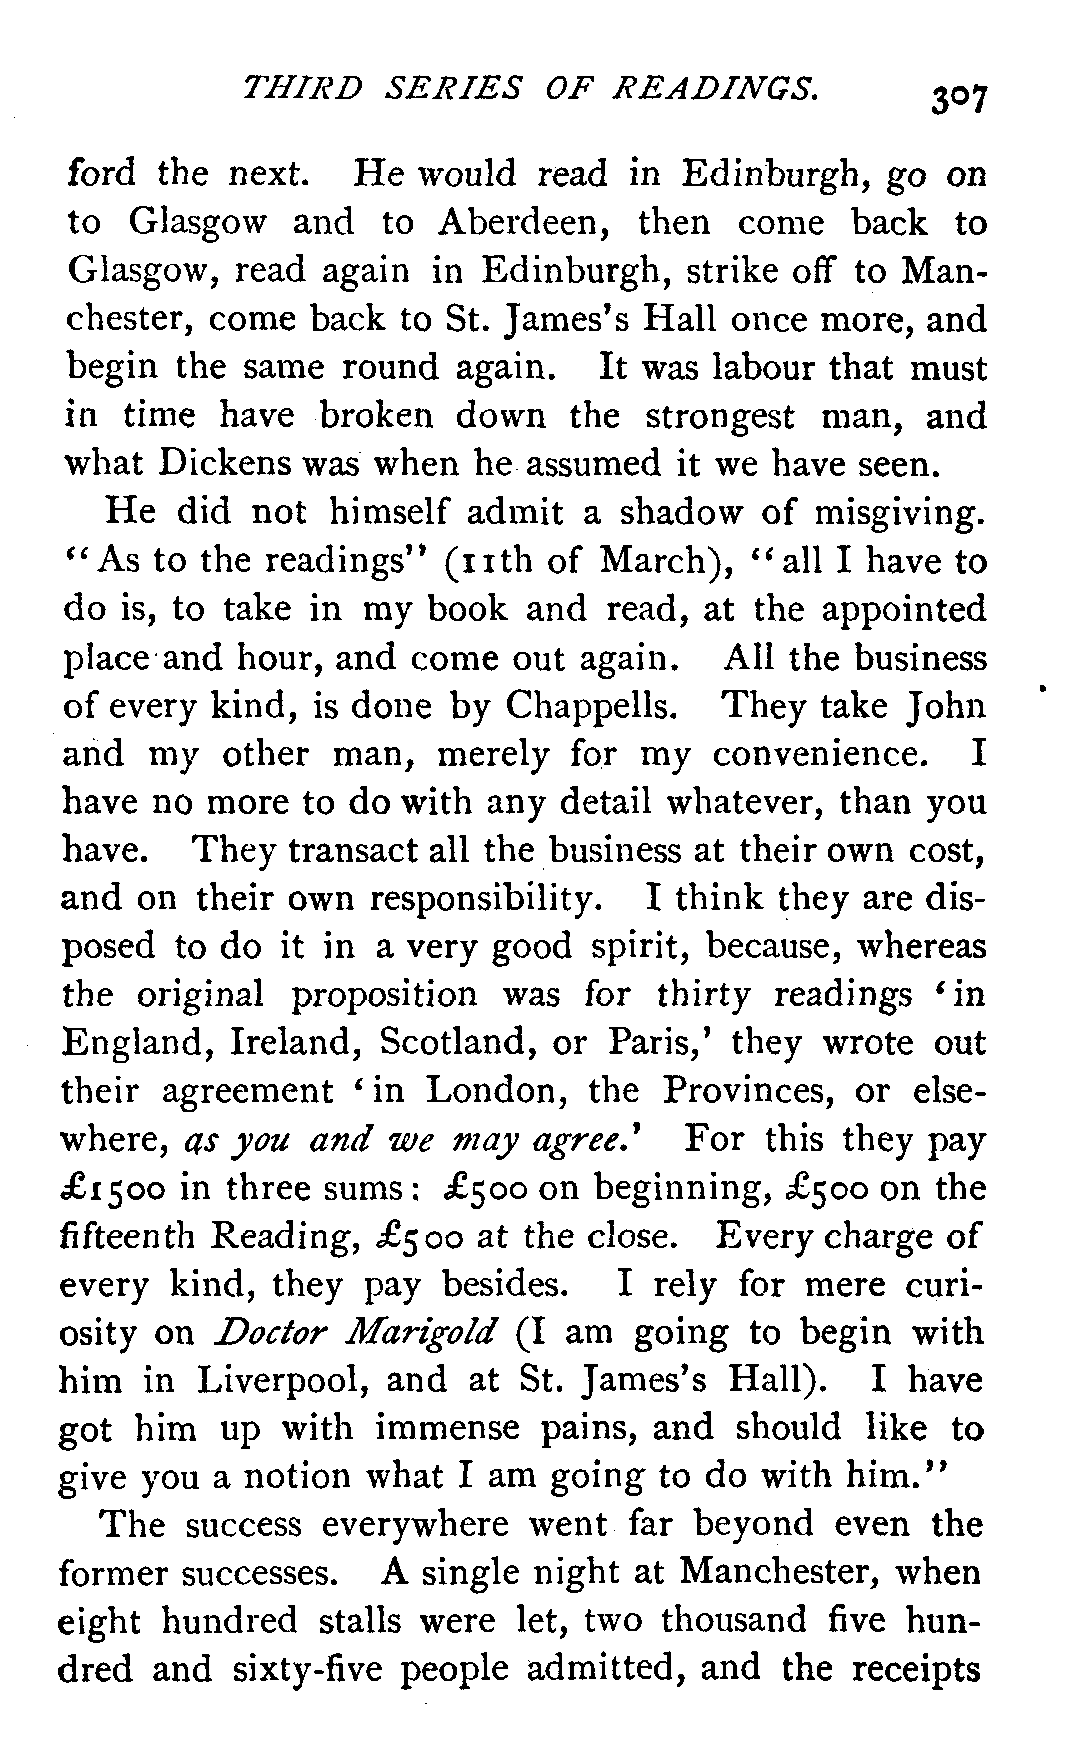 THIRD SERIES OF READINGS. 307
ford the next. He would read in Edinburgh, go on
to Glasgow and to Aberdeen, then come back to
Glasgow, read again in Edinburgh, strike off to Man-
chester, come back to St. James's Hall once more, and
begin the same round again. It was labour that must
in time have broken down the strongest man, and
what Dickens was when he assumed it we have seen.
He did not himself admit a shadow of misgiving.
"As to the readings" (11th of March), "all I have to
do is, to take in my book and read, at the appointed
place and hour, and come out again. All the business
of every kind, is done by Chappells. They take John
and my other man, merely for my convenience. I
have no more to do with any detail whatever, than you
have. They transact all the business at their own cost,
and on their own responsibility. I think they are dis-
posed to do it in a very good spirit, because, whereas
the original proposition was for thirty readings 'in
England, Ireland, Scotland, or Paris,' they wrote out
their agreement 'in London, the Provinces, or else-
where, as you and we may agree.' For this they pay
£1500 in three sums: £500 on beginning, £500 on the
fifteenth Reading, £500 at the close. Every charge of
every kind, they pay besides. I rely for mere curi-
osity on Doctor Marigold (I am going to begin with
him in Liverpool, and at St. James's Hall). I have
got him up with immense pains, and should like to
give you a notion what I am going to do with him."
The success everywhere went far beyond even the
former successes. A single night at Manchester, when
eight hundred stalls were let, two thousand five hun-
dred and sixty-five people admitted, and the receipts